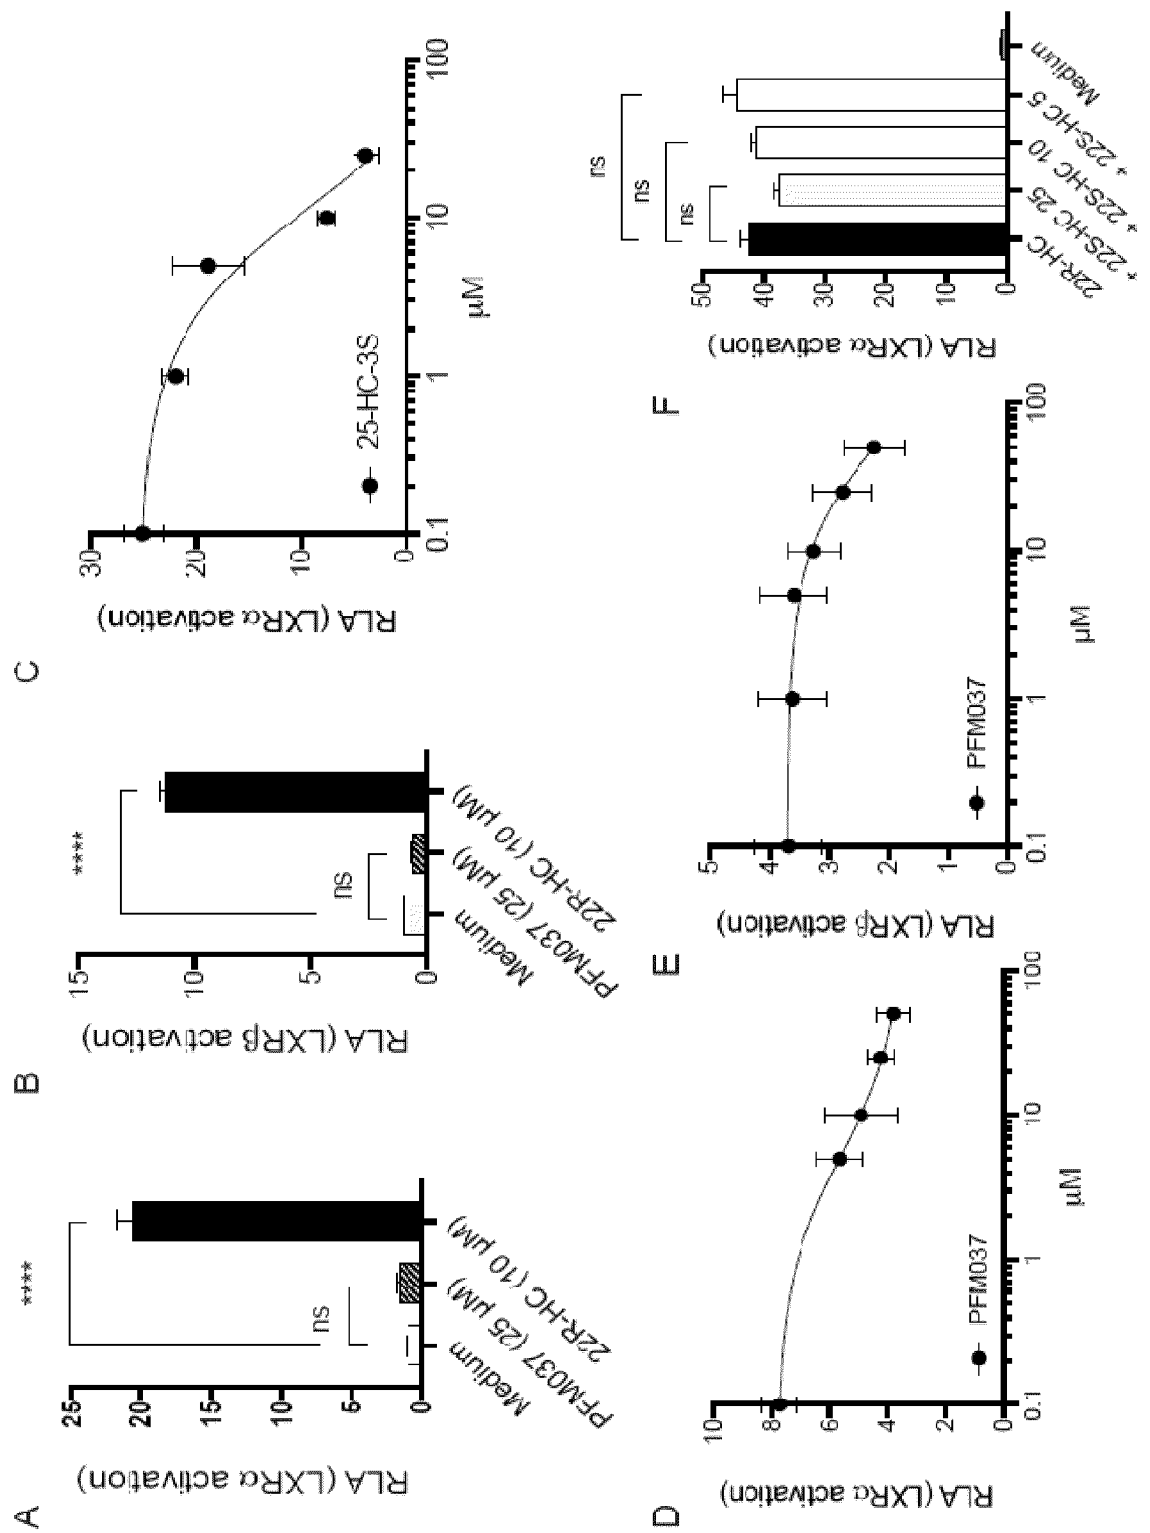 A
RLA (LXRα activation)
25
20
15
10
5
0
****
ns
Medium
PFM037 (25 µM)
22R-HC (10 µM)
B
RLA (LXRβ activation)
15
10
5
0
****
ns
Medium
PFM037 (25 µM)
22R-HC (10 µM)
C
RLA (LXRα activation)
30
20
10
0
25-HC-3S
0.1
1
10
100
µM
D
RLA (LXRα activation)
10
8
6
4
2
0
PFM037
0.1
1
10
100
µM
E
RLA (LXRβ activation)
5
4
3
2
1
0
PFM037
0.1
1
10
100
µM
F
RLA (LXRα activation)
50
40
30
20
10
0
ns
ns
ns
22R-HC
+ 22S-HC 25
+ 22S-HC 10
+ 22S-HC 5
Medium